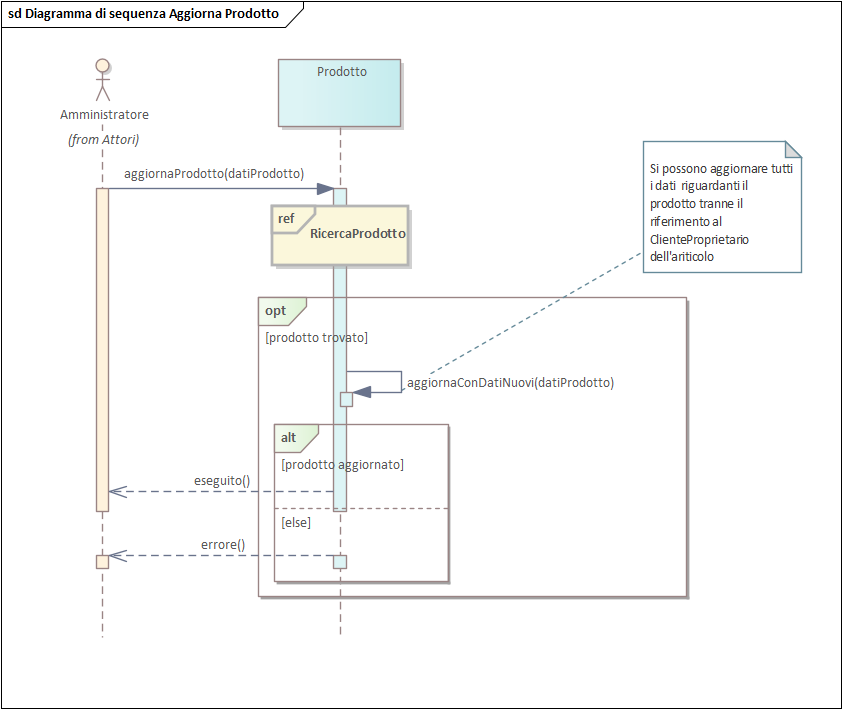 sd Diagramma di sequenza Aggiorna Prodotto
Prodotto
Amministratore
(from Attori)
aggiornaProdotto(datiProdotto)
Si possono aggiornare tutti
i dati riguardanti il
prodotto tranne il
riferimento al
ClienteProprietario
dell'ariticolo
ref
RicercaProdotto
opt
[prodotto trovato]
aggiornaConDatiNuovi(datiProdotto)
alt
[prodotto aggiornato]
eseguito()
[else]
errore()